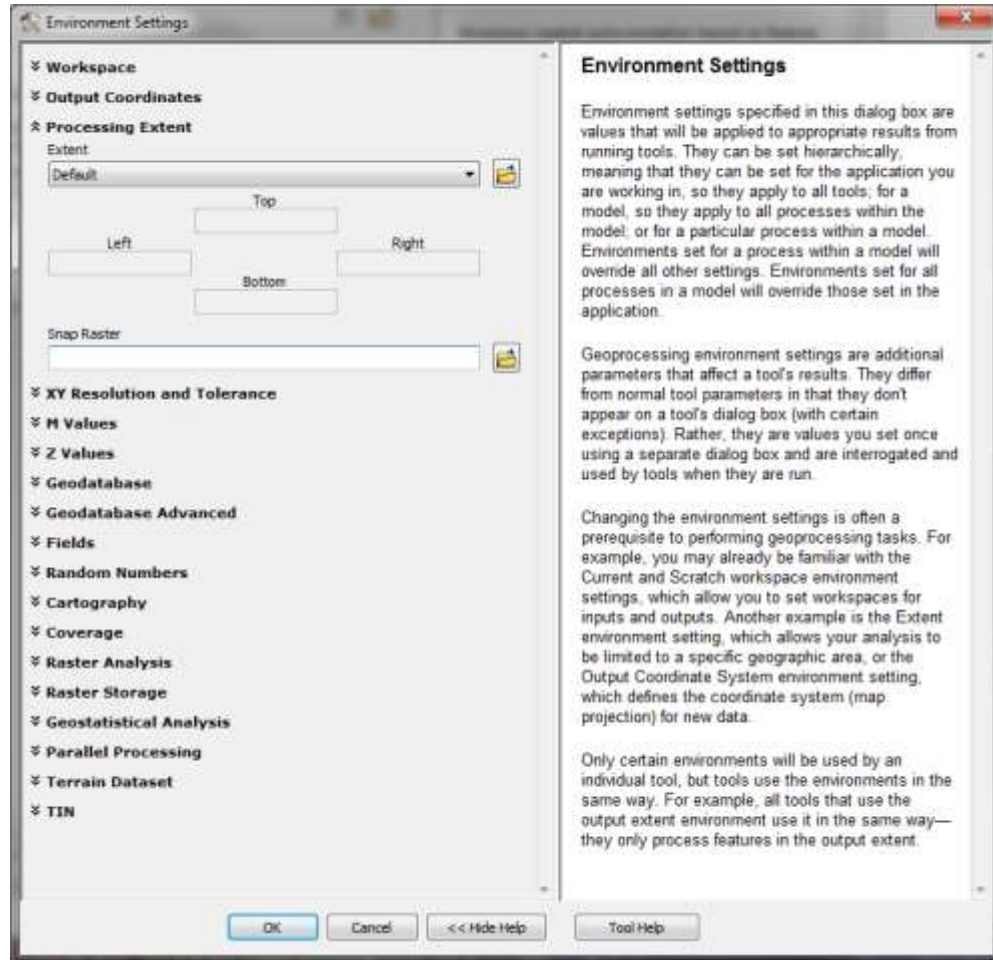 Environment Settings
Workspace
Output Coordinates
Processing Extent
Extent
Default
Top
Left
Right
Bottom
Snap Raster
XY Resolution and Tolerance
M Values
Z Values
Geodatabase
Geodatabase Advanced
Fields
Random Numbers
Cartography
Coverage
Raster Analysis
Raster Storage
Geostatistical Analysis
Parallel Processing
Terrain Dataset
TIN
Environment Settings
Environment settings specified in this dialog box are
values that will be applied to appropriate results from
running tools. They can be set hierarchically,
meaning that they can be set for the application you
are working in, so they apply to all tools; for a
model, so they apply to all processes within the
model; or for a particular process within a model.
Environments set for a process within a model will
override all other settings. Environments set for all
processes in a model will override those set in the
application.
Geoprocessing environment settings are additional
parameters that affect a tool's results. They differ
from normal tool parameters in that they don't
appear on a tool's dialog box (with certain
exceptions). Rather, they are values you set once
using a separate dialog box and are interrogated and
used by tools when they are run.
Changing the environment settings is often a
prerequisite to performing geoprocessing tasks. For
example, you may already be familiar with the
Current and Scratch workspace environment
settings, which allow you to set workspaces for
inputs and outputs. Another example is the Extent
environment setting, which allows your analysis to
be limited to a specific geographic area, or the
Output Coordinate System environment setting,
which defines the coordinate system (map
projection) for new data.
Only certain environments will be used by an
individual tool, but tools use the environments in the
same way. For example, all tools that use the
output extent environment use it in the same way—
they only process features in the output extent.
OK
Cancel
<< Hide Help
Tool Help